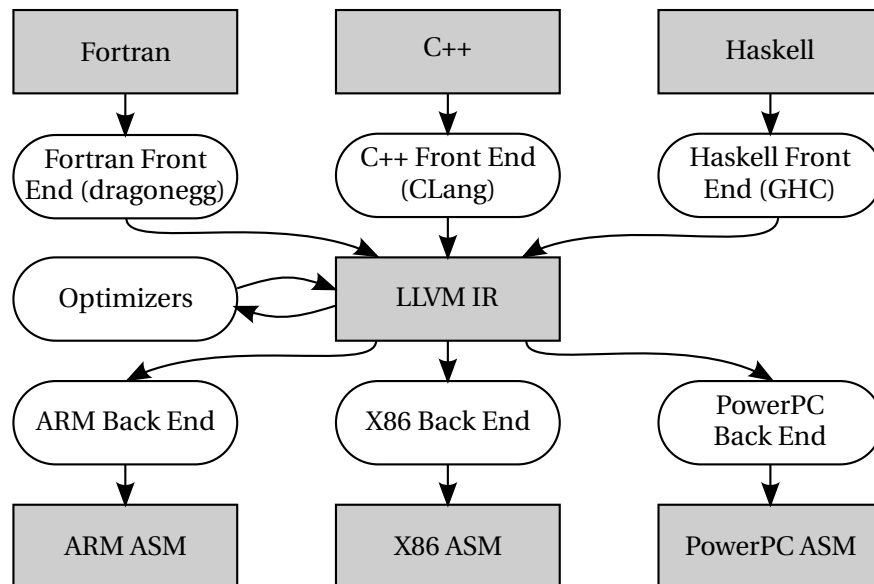 Fortran
C++
Haskell
Fortran Front
End (dragonegg)
C++ Front End
(CLang)
Haskell Front
End (GHC)
Optimizers
LLVM IR
ARM Back End
X86 Back End
PowerPC
Back End
ARM ASM
X86 ASM
PowerPC ASM